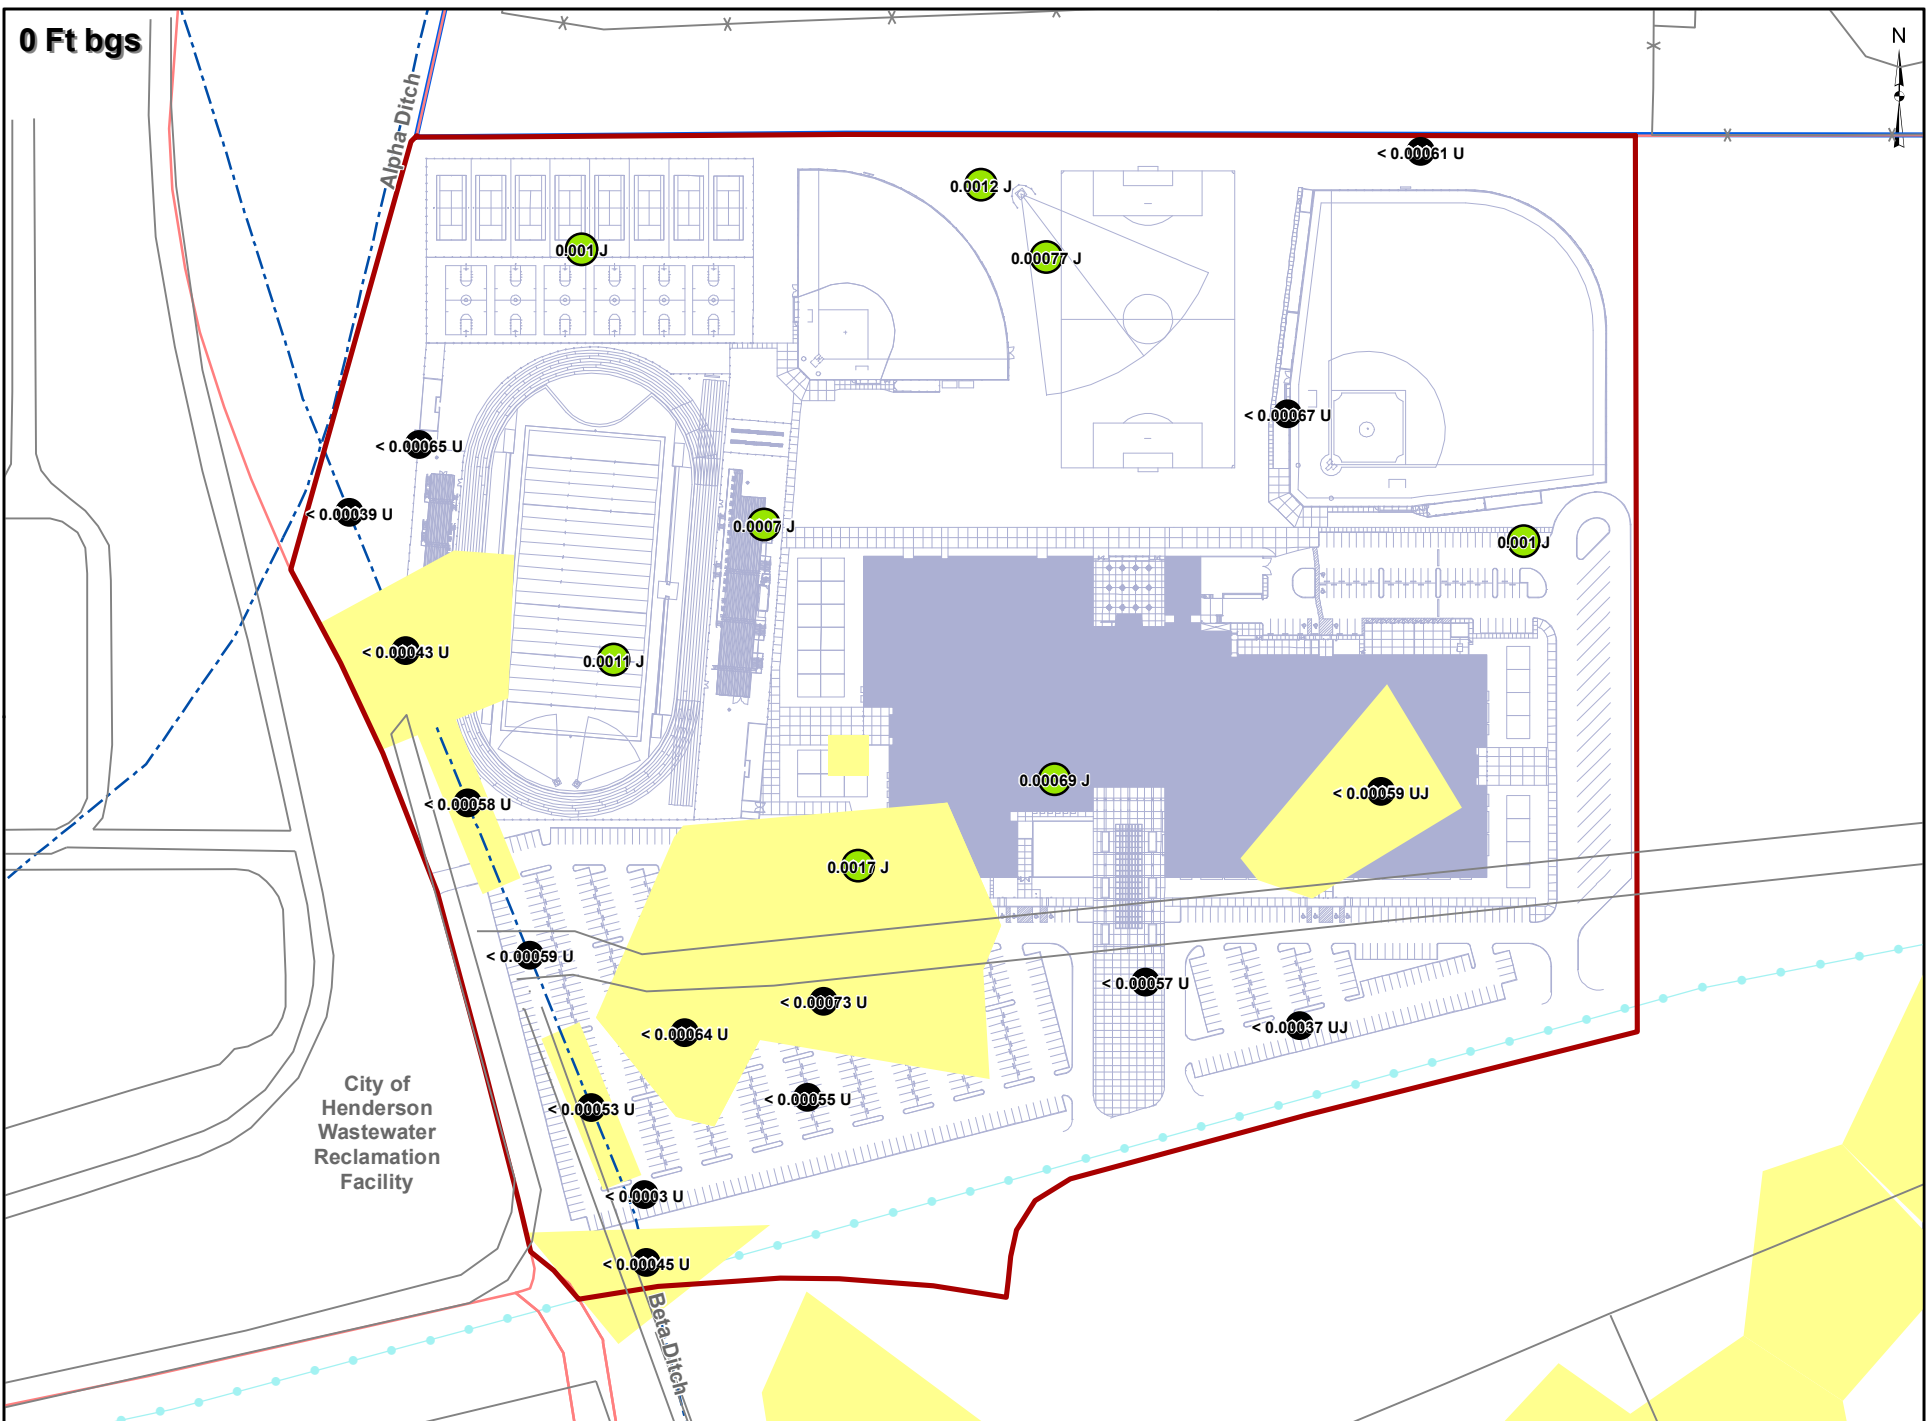 0 Ft bgs
N
Alpha Ditch
< 0.00061 U
0.0012 J
0.001 J
0.00077 J
< 0.00067 U
< 0.00065 U
< 0.00039 U
0.0007 J
0.001 J
< 0.00043 U
0.0011 J
0.00069 J
< 0.00059 UJ
< 0.00058 U
0.0017 J
< 0.00059 U
< 0.00057 U
< 0.00073 U
< 0.00064 U
< 0.00037 UJ
< 0.00055 U
< 0.00053 U
City of
Henderson
Wastewater
Reclamation
Facility
< 0.0003 U
< 0.00045 U
Beta Ditch